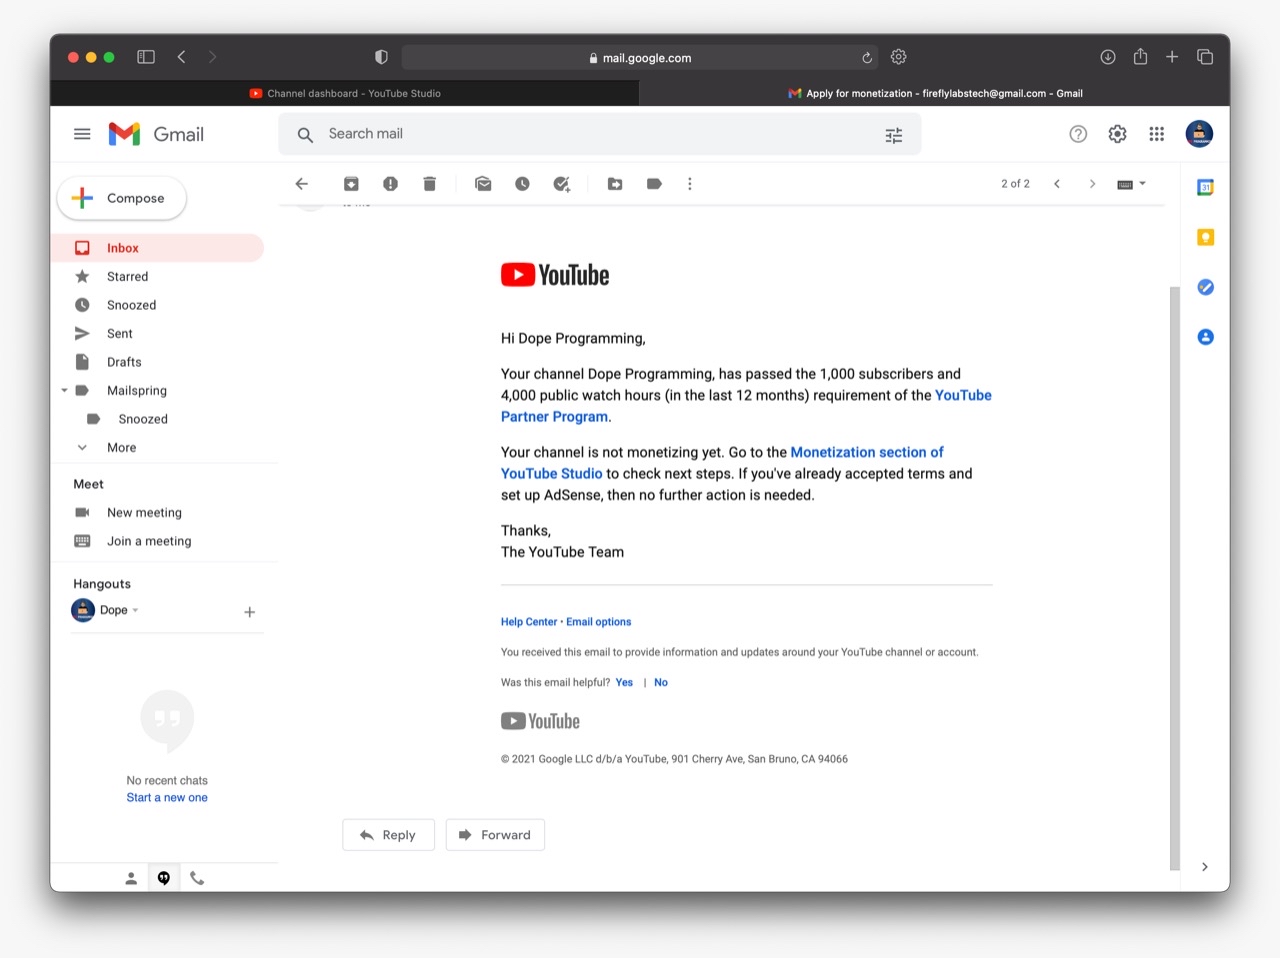 mail.google.com
Channel dashboard - YouTube Studio
Apply for monetization - fireflylabstech@gmail.com - Gmail
Gmail
Search mail
Compose
2 of 2
31
Inbox
Starred
Snoozed
Sent
Drafts
Mailspring
Snoozed
More
Meet
New meeting
Join a meeting
Hangouts
Dope
No recent chats
Start a new one
YouTube
Hi Dope Programming,
Your channel Dope Programming, has passed the 1,000 subscribers and
4,000 public watch hours (in the last 12 months) requirement of the YouTube
Partner Program.
Your channel is not monetizing yet. Go to the Monetization section of
YouTube Studio to check next steps. If you've already accepted terms and
set up AdSense, then no further action is needed.
Thanks,
The YouTube Team
Help Center • Email options
You received this email to provide information and updates around your YouTube channel or account.
Was this email helpful? Yes | No
YouTube
© 2021 Google LLC d/b/a YouTube, 901 Cherry Ave, San Bruno, CA 94066
Reply
Forward